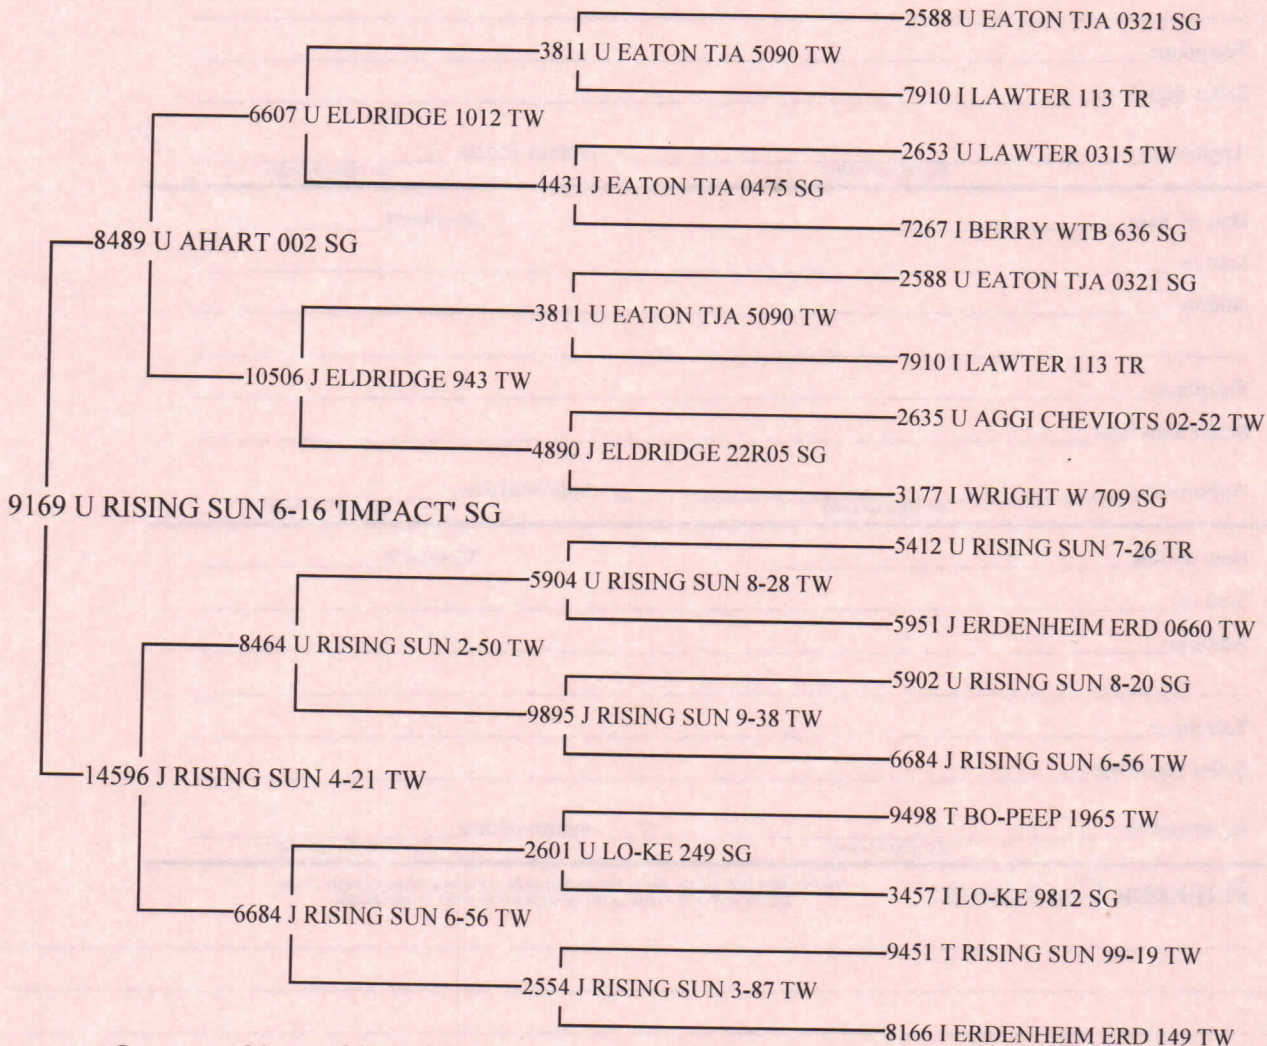 2588 U EATON TJA 0321 SG
3811 U EATON TJA 5090 TW
7910 I LAWTER 113 TR
6607 U ELDRIDGE 1012 TW
2653 U LAWTER 0315 TW
4431 J EATON TJA 0475 SG
7267 I BERRY WTB 636 SG
8489 U AHART 002 SG
2588 U EATON TJA 0321 SG
3811 U EATON TJA 5090 TW
7910 I LAWTER 113 TR
10506 J ELDRIDGE 943 TW
2635 U AGGI CHEVIOTS 02-52 TW
4890 J ELDRIDGE 22R05 SG
3177 I WRIGHT W 709 SG
9169 U RISING SUN 6-16 'IMPACT' SG
5412 U RISING SUN 7-26 TR
5904 U RISING SUN 8-28 TW
5951 J ERDENHEIM ERD 0660 TW
8464 U RISING SUN 2-50 TW
5902 U RISING SUN 8-20 SG
9895 J RISING SUN 9-38 TW
6684 J RISING SUN 6-56 TW
14596 J RISING SUN 4-21 TW
9498 T BO-PEEP 1965 TW
2601 U LO-KE 249 SG
3457 I LO-KE 9812 SG
6684 J RISING SUN 6-56 TW
9451 T RISING SUN 99-19 TW
2554 J RISING SUN 3-87 TW
8166 I ERDENHEIM ERD 149 TW